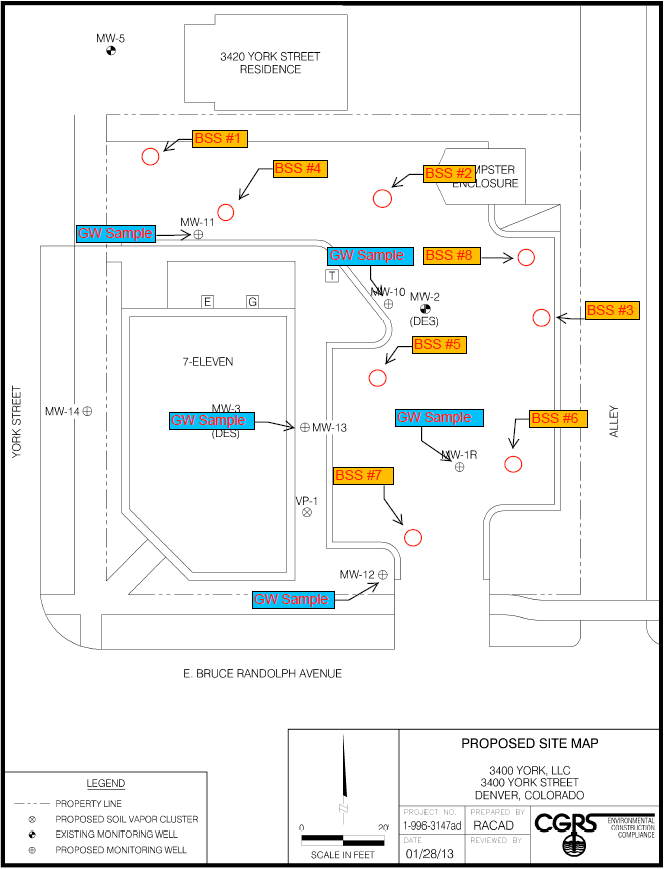 MW-5
3420 YORK STREET
RESIDENCE
BSS #1
BSS #4
BSS #2
MPSTER
ENCLOSURE
MW-11
GW Sample
GW Sample
BSS #8
T
MW-10
MW-2
(DES)
E
G
BSS #3
BSS #5
7-ELEVEN
YORK STREET
MW-14
MW-3
GW Sample
(DES)
MW-13
GW Sample
BSS #6
ALLEY
MW-1R
BSS #7
VP-1
MW-12
GW Sample
E. BRUCE RANDOLPH AVENUE
LEGEND
PROPERTY LINE
PROPOSED SOIL VAPOR CLUSTER
EXISTING MONITORING WELL
PROPOSED MONITORING WELL
0 20'
SCALE IN FEET
PROPOSED SITE MAP
3400 YORK, LLC
3400 YORK STREET
DENVER, COLORADO
PROJECT NO.
1-996-3147ad
PREPARED BY
RACAD
DATE
01/28/13
REVIEWED BY
CGRS
ENVIRONMENTAL
CONSTRUCTION
COMPLIANCE